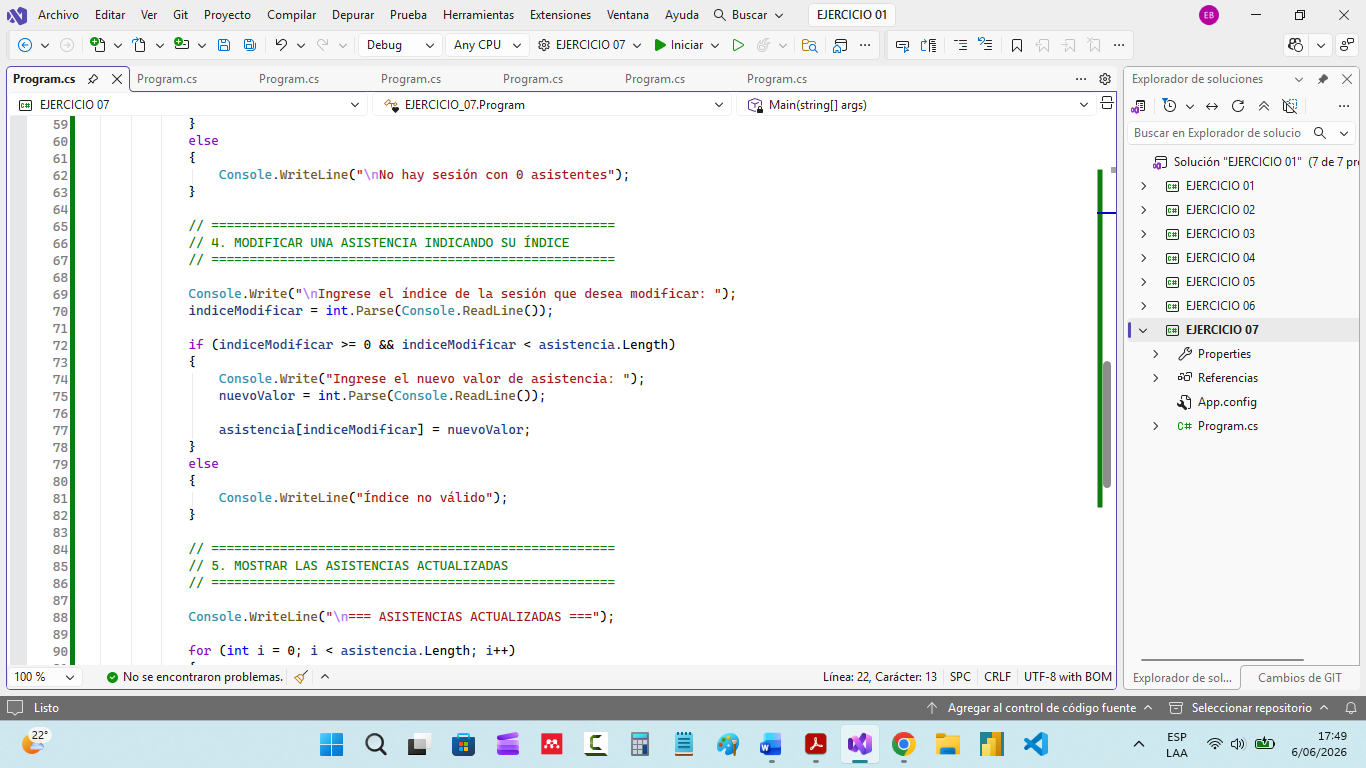 Archivo Editar Ver Git Proyecto Compilar Depurar Prueba Herramientas Extensiones Ventana Ayuda Buscar EJERCICIO 01 EB
Debug Any CPU EJERCICIO 07 Iniciar
Program.cs Program.cs Program.cs Program.cs Program.cs Program.cs Program.cs
EJERCICIO 07 EJERCICIO_07.Program Main(string[] args)
59 }
60 else
61 {
62 Console.WriteLine("\nNo hay sesión con 0 asistentes");
63 }
64
65 // =====================================================
66 // 4. MODIFICAR UNA ASISTENCIA INDICANDO SU ÍNDICE
67 // =====================================================
68
69 Console.Write("\nIngrese el índice de la sesión que desea modificar: ");
70 indiceModificar = int.Parse(Console.ReadLine());
71
72 if (indiceModificar >= 0 && indiceModificar < asistencia.Length)
73 {
74 Console.Write("Ingrese el nuevo valor de asistencia: ");
75 nuevoValor = int.Parse(Console.ReadLine());
76
77 asistencia[indiceModificar] = nuevoValor;
78 }
79 else
80 {
81 Console.WriteLine("Índice no válido");
82 }
83
84 // =====================================================
85 // 5. MOSTRAR LAS ASISTENCIAS ACTUALIZADAS
86 // =====================================================
87
88 Console.WriteLine("\n=== ASISTENCIAS ACTUALIZADAS ===");
89
90 for (int i = 0; i < asistencia.Length; i++)
100 % No se encontraron problemas. Línea: 22, Carácter: 13 SPC CRLF UTF-8 with BOM
Explorador de soluciones
Buscar en Explorador de solucio
Solución "EJERCICIO 01" (7 de 7 pr
C# EJERCICIO 01
C# EJERCICIO 02
C# EJERCICIO 03
C# EJERCICIO 04
C# EJERCICIO 05
C# EJERCICIO 06
C# EJERCICIO 07
Properties
Referencias
App.config
C# Program.cs
Explorador de sol... Cambios de GIT
Listo Agregar al control de código fuente Seleccionar repositorio
22° ESP LAA 17:49
6/06/2026